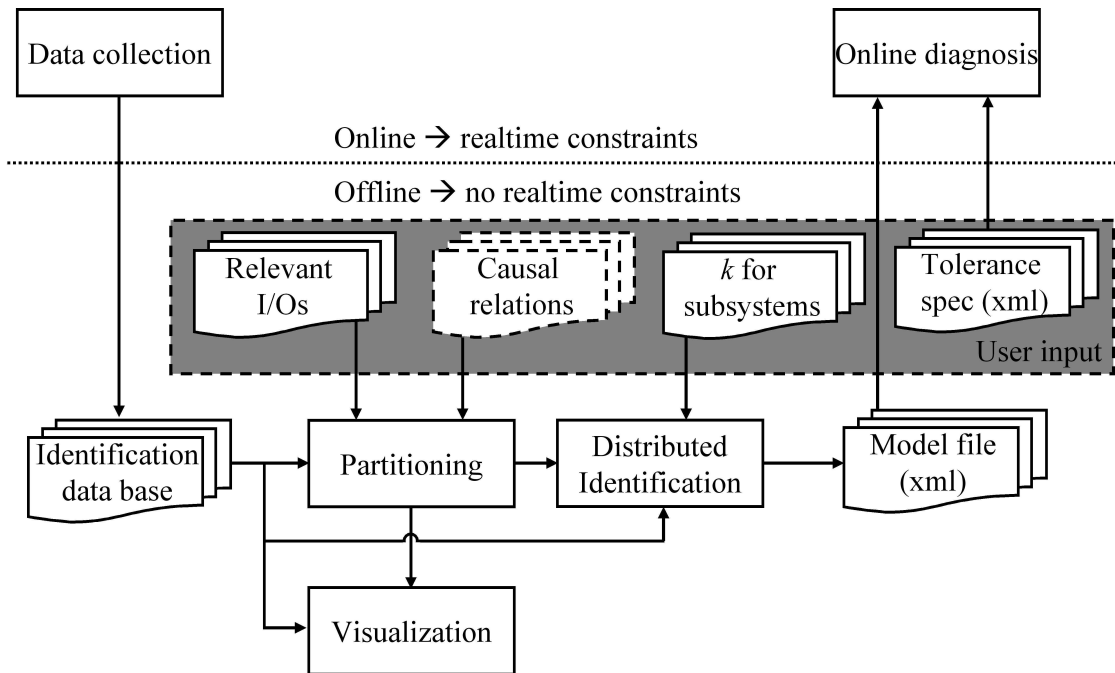 Data collection
Online diagnosis
Online → realtime constraints
Offline → no realtime constraints
Relevant
I/Os
Causal
relations
k for
subsystems
Tolerance
spec (xml)
User input
Identification
data base
Partitioning
Distributed
Identification
Model file
(xml)
Visualization